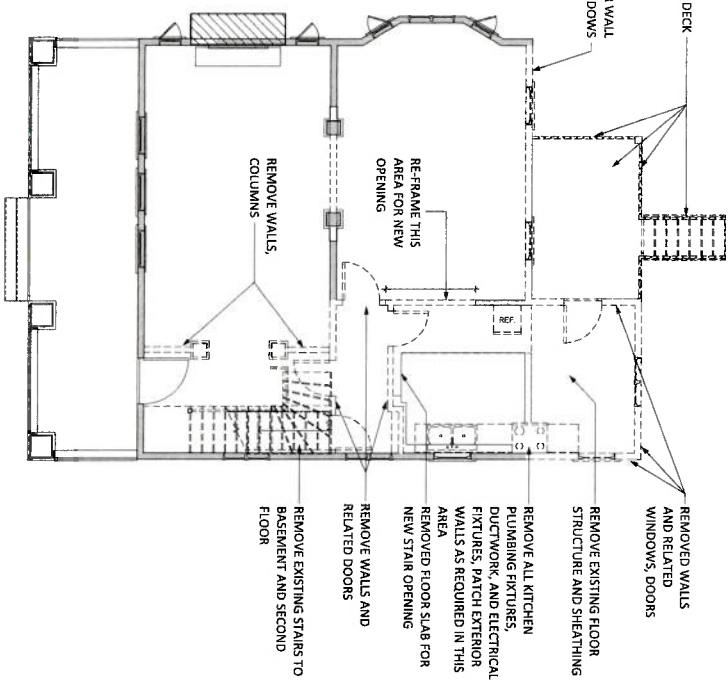 DECK
WALL
DOWS
RE-FRAME THIS
AREA FOR NEW
OPENING
REMOVE WALLS,
COLUMNS
REF.
REMOVED WALLS
AND RELATED
WINDOWS, DOORS
REMOVE EXISTING FLOOR
STRUCTURE AND SHEATHING
REMOVE ALL KITCHEN
PLUMBING FIXTURES,
DUCTWORK, AND ELECTRICAL
FIXTURES, PATCH EXTERIOR
WALLS AS REQUIRED IN THIS
AREA
REMOVED FLOOR SLAB FOR
NEW STAIR OPENING
REMOVE WALLS AND
RELATED DOORS
REMOVE EXISTING STAIRS TO
BASEMENT AND SECOND
FLOOR